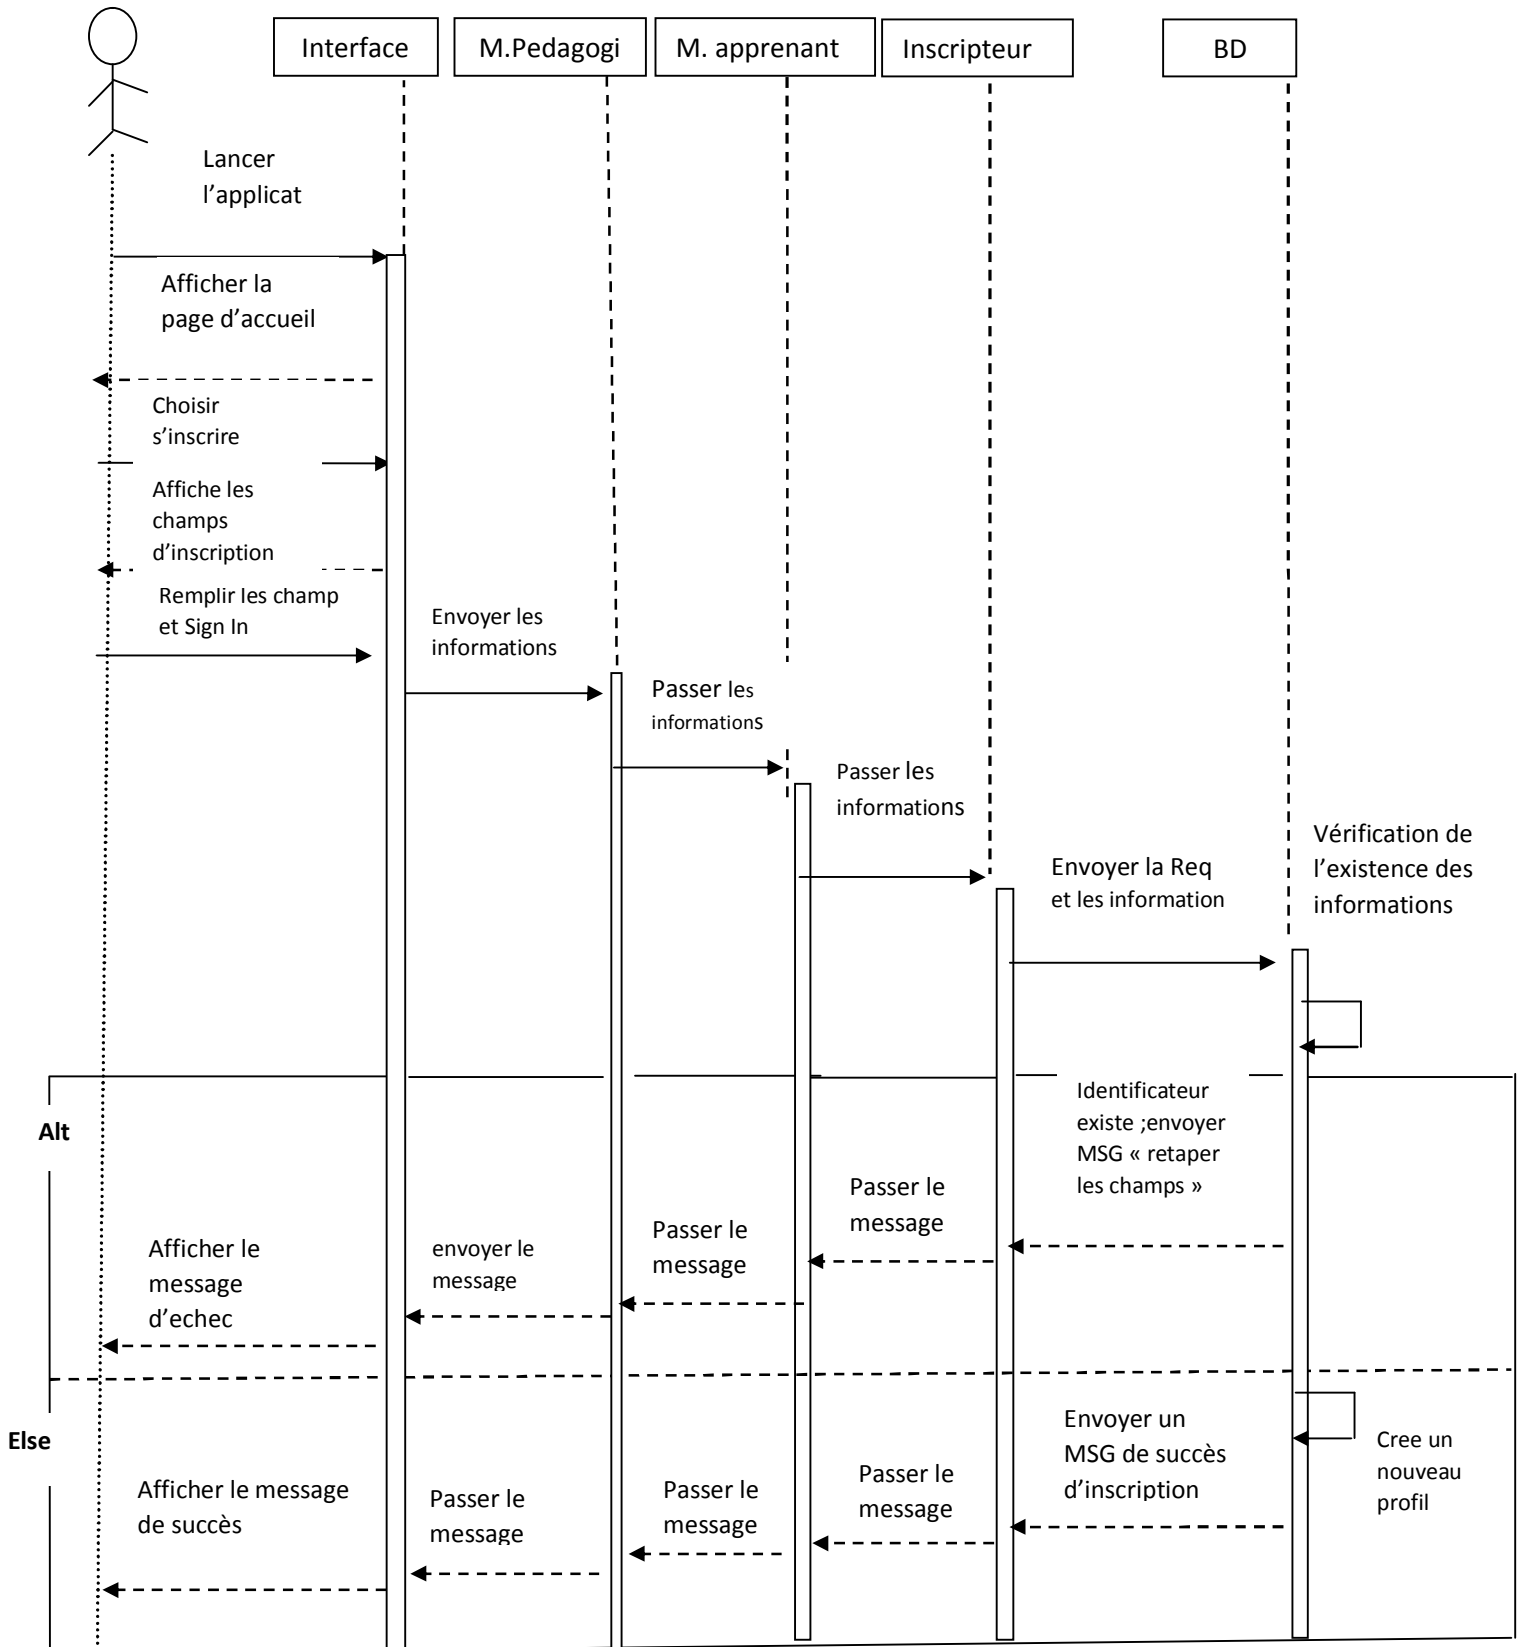 Interface
M.Pedagogi
M. apprenant
Inscripteur
BD
Lancer
l’applicat
Afficher la
page d’accueil
Choisir
s’inscrire
Affiche les
champs
d’inscription
Remplir les champ
et Sign In
Envoyer les
informations
Passer les
informations
Passer les
informations
Envoyer la Req
et les information
Vérification de
l’existence des
informations
Alt
Identificateur
existe ;envoyer
MSG « retaper
les champs »
Passer le
message
Passer le
message
envoyer le
message
Afficher le
message
d’echec
Else
Cree un
nouveau
profil
Envoyer un
MSG de succès
d’inscription
Passer le
message
Passer le
message
Passer le
message
Afficher le message
de succès